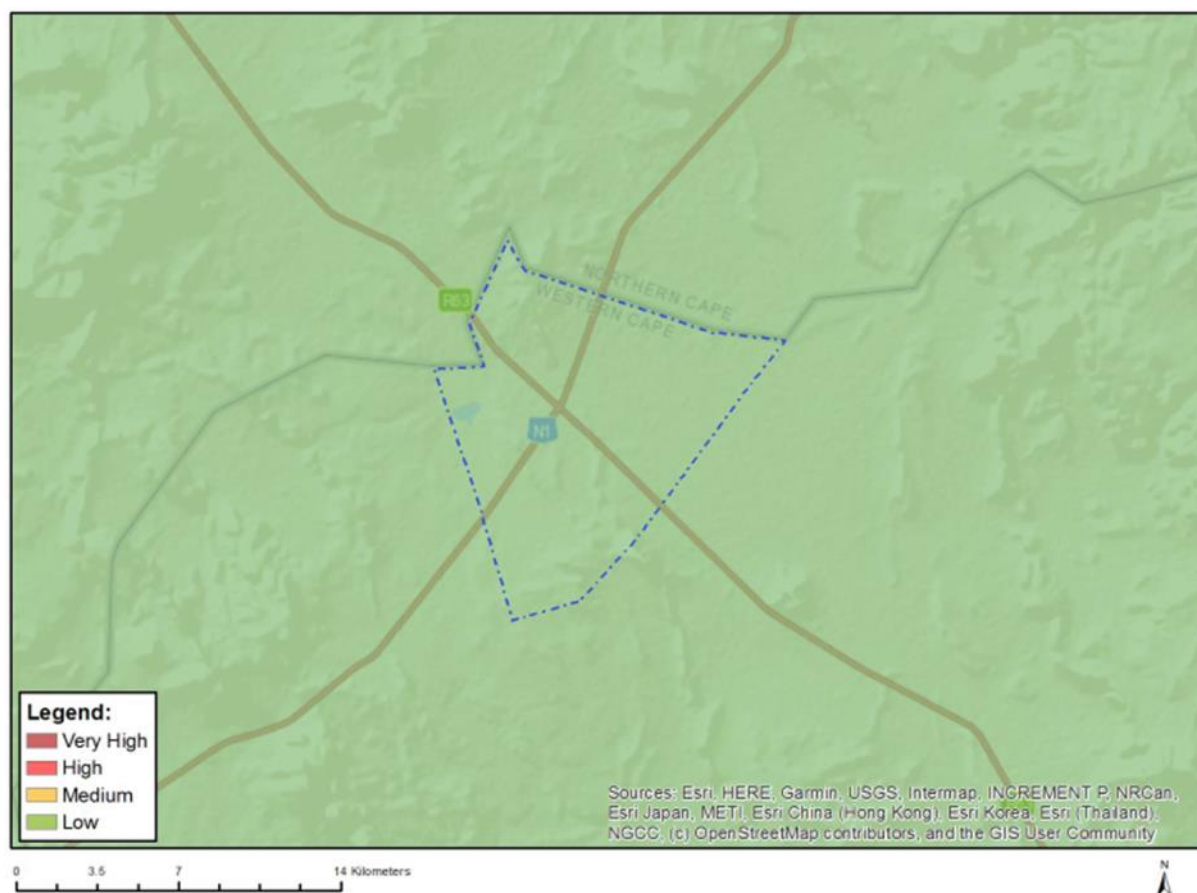 NORTHERN CAPE
WESTERN CAPE
R63
N1
Legend:
Very High
High
Medium
Low
Sources: Esri, HERE, Garmin, USGS, Intermap, INCREMENT P, NRCan,
Esri Japan, METI, Esri China (Hong Kong), Esri Korea, Esri (Thailand),
NGCC, (c) OpenStreetMap contributors, and the GIS User Community
0 3.5 7 14 Kilometers
N